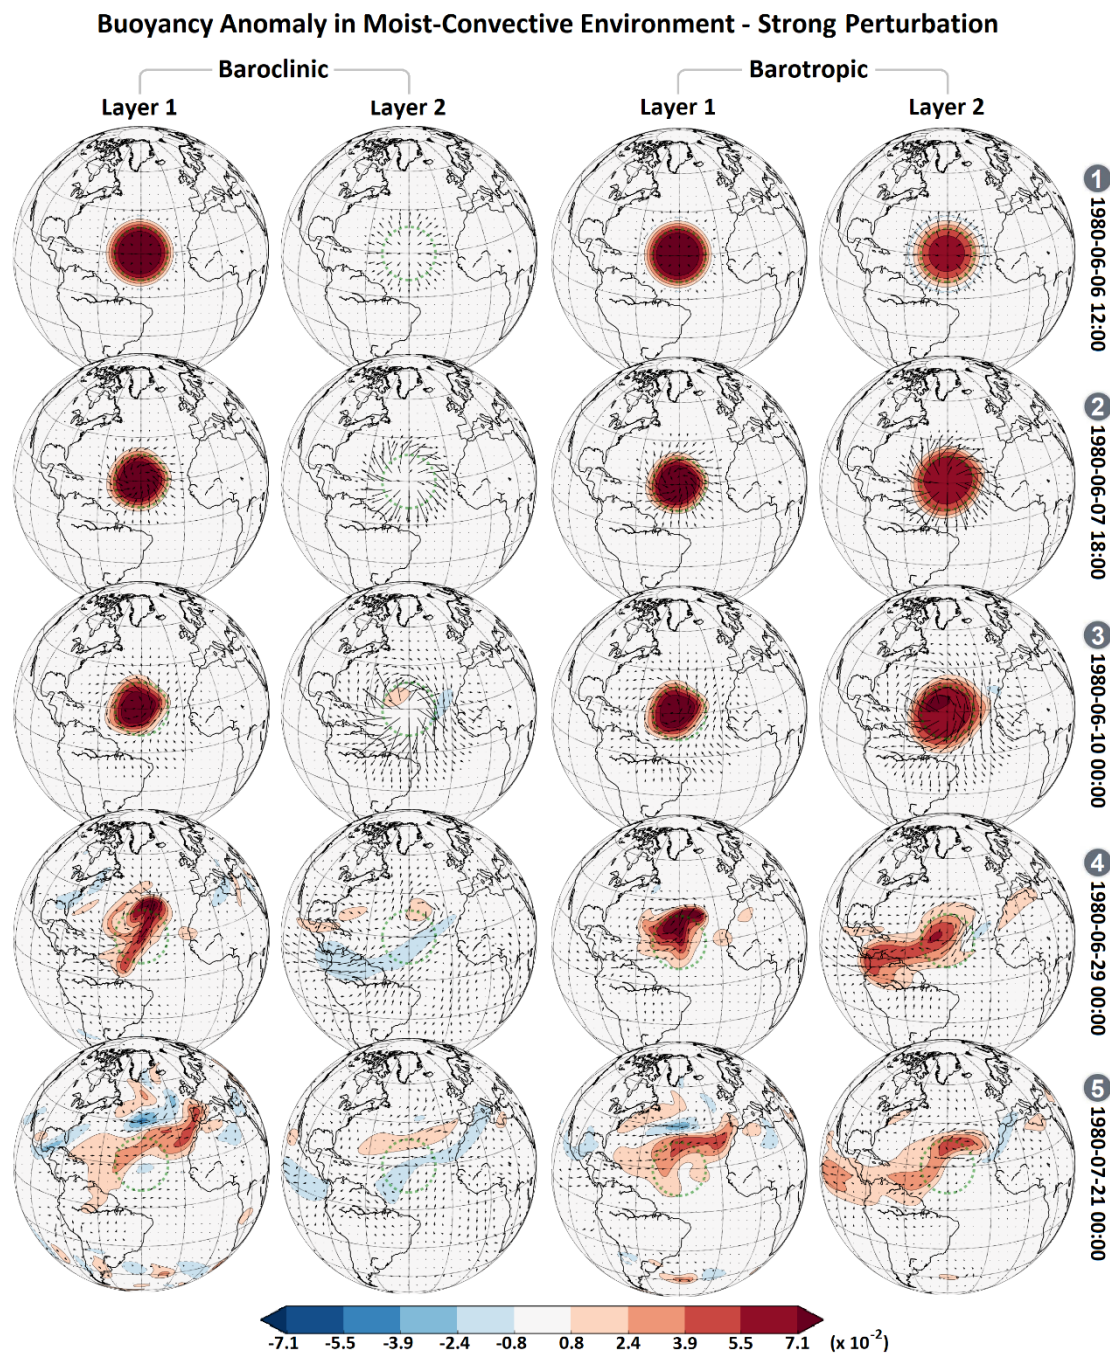 Buoyancy Anomaly in Moist-Convective Environment - Strong Perturbation
Baroclinic Barotropic
Layer 1 Layer 2 Layer 1 Layer 2
1 1980-06-06 12:00
2 1980-06-07 18:00
3 1980-06-10 00:00
4 1980-06-29 00:00
5 1980-07-21 00:00
-7.1 -5.5 -3.9 -2.4 -0.8 0.8 2.4 3.9 5.5 7.1 (x 10⁻²)